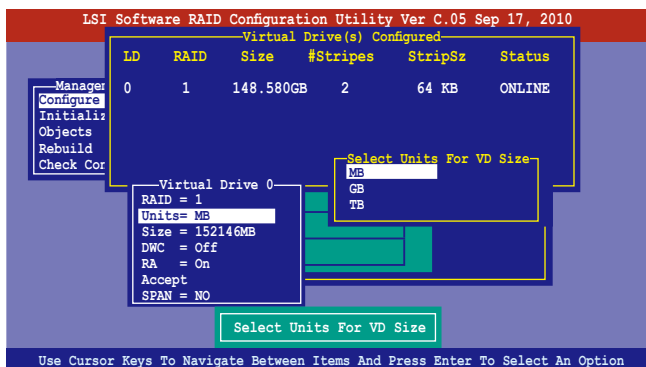 LSI Software RAID Configuration Utility Ver C.05 Sep 17, 2010
Virtual Drive(s) Configured
LD RAID Size #Stripes StripSz Status
0 1 148.580GB 2 64 KB ONLINE
Manager
Configure
Initializ
Objects
Rebuild
Check Con
Select Units For VD Size
MB
GB
TB
Virtual Drive 0
RAID = 1
Units= MB
Size = 152146MB
DWC = Off
RA = On
Accept
SPAN = NO
Select Units For VD Size
Use Cursor Keys To Navigate Between Items And Press Enter To Select An Option